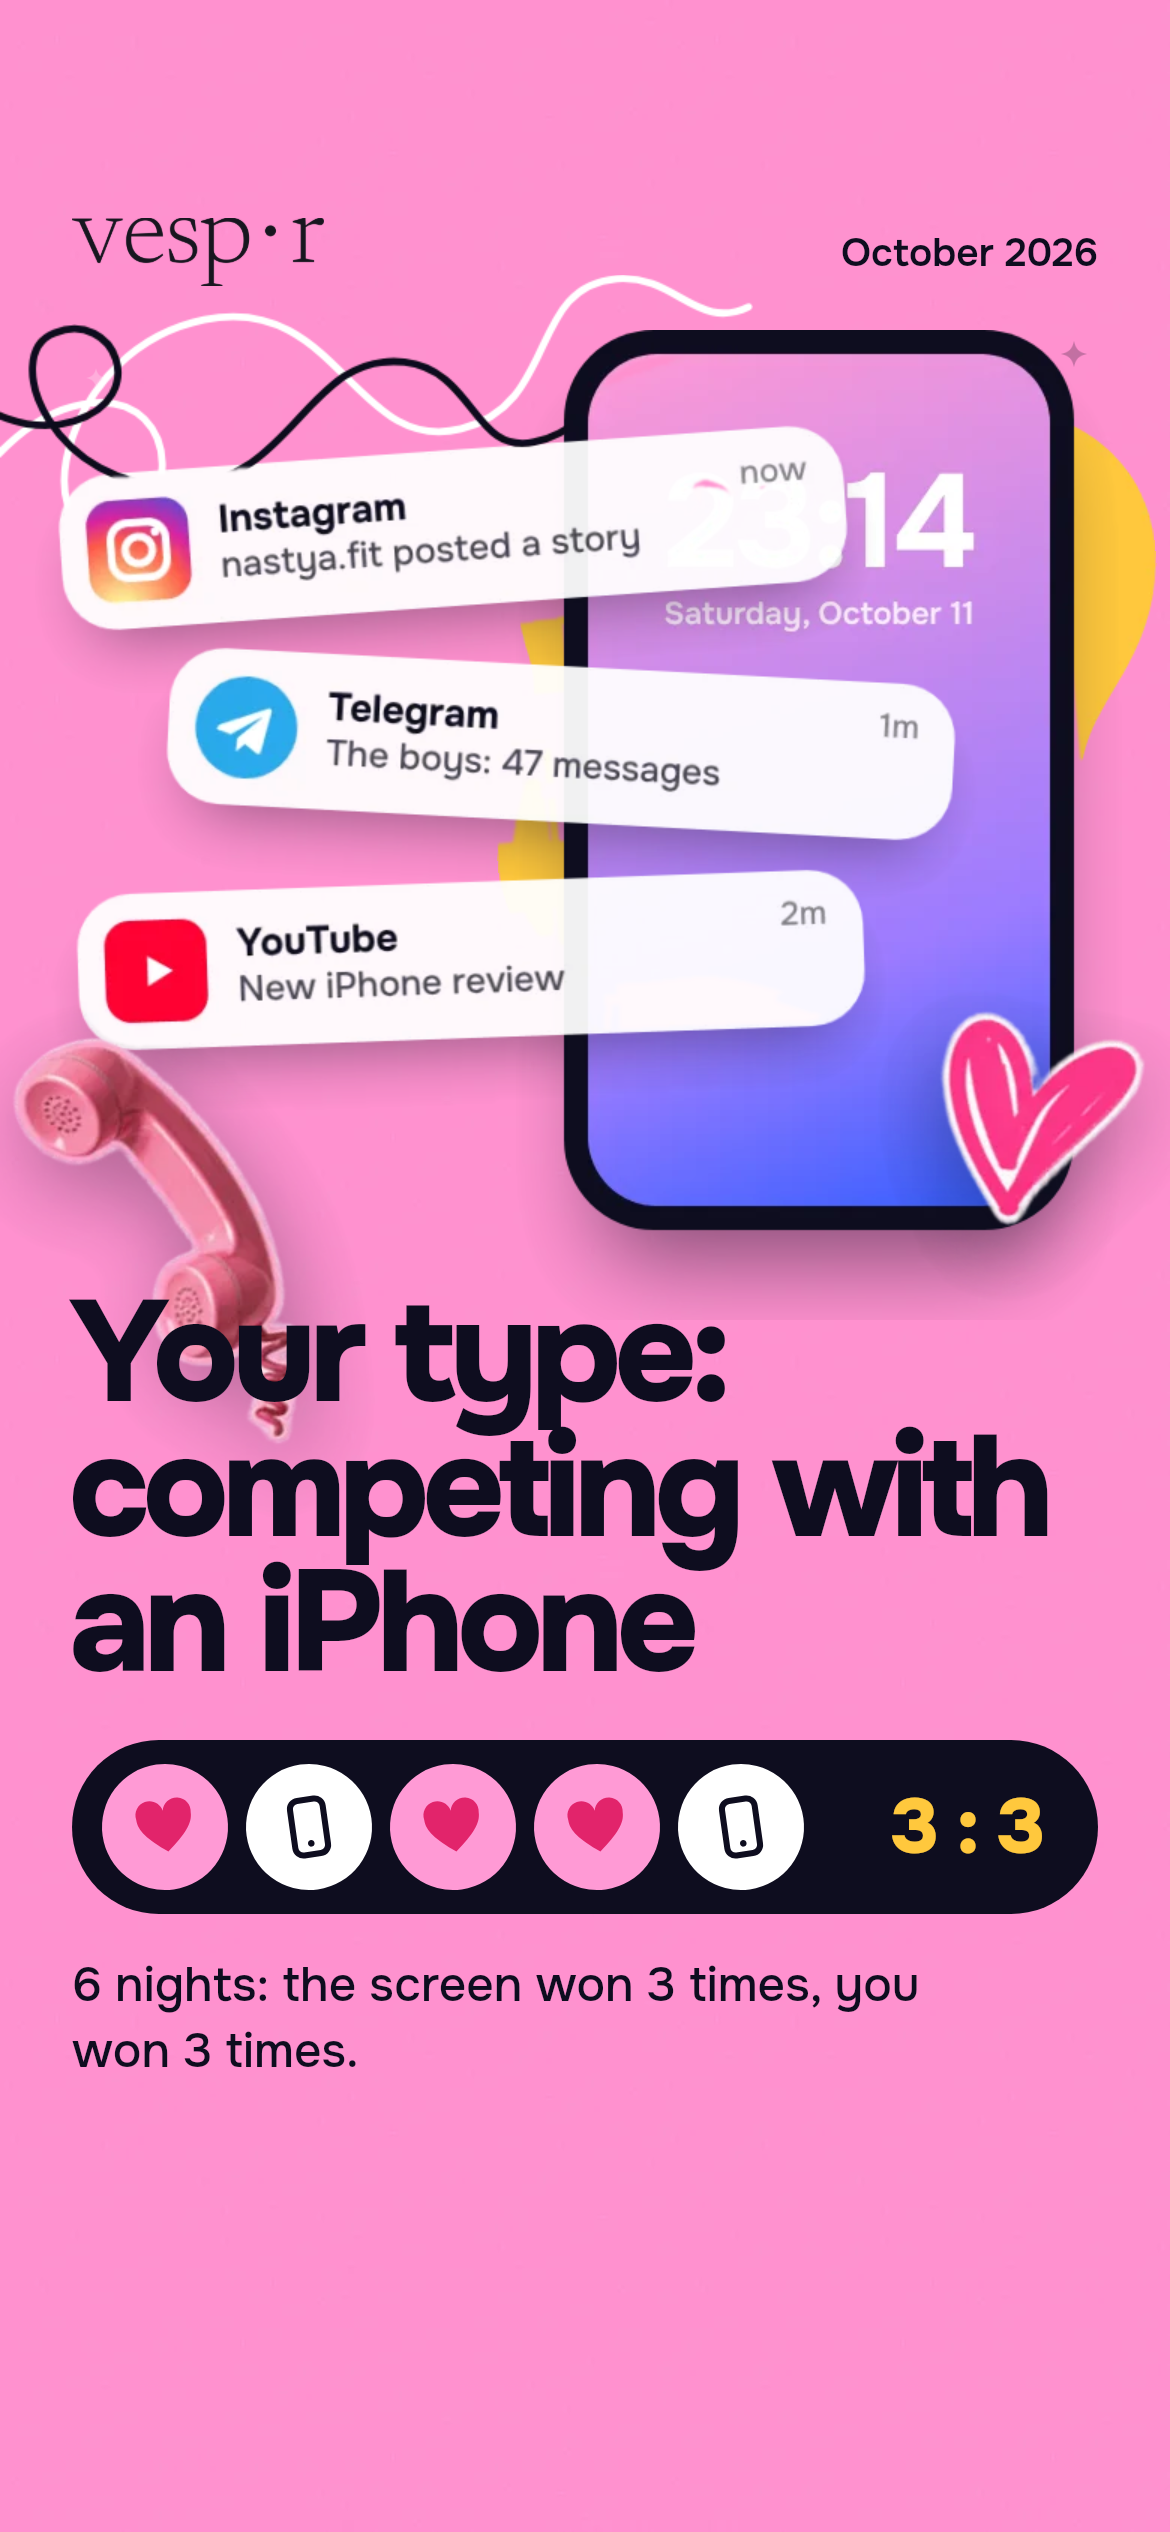 vesp·r
October 2026
23:14
Saturday, October 11
Instagram
now
nastya.fit posted a story
Telegram
1m
The boys: 47 messages
YouTube
2m
New iPhone review
Your type:
competing with
an iPhone
3 : 3
6 nights: the screen won 3 times, you
won 3 times.